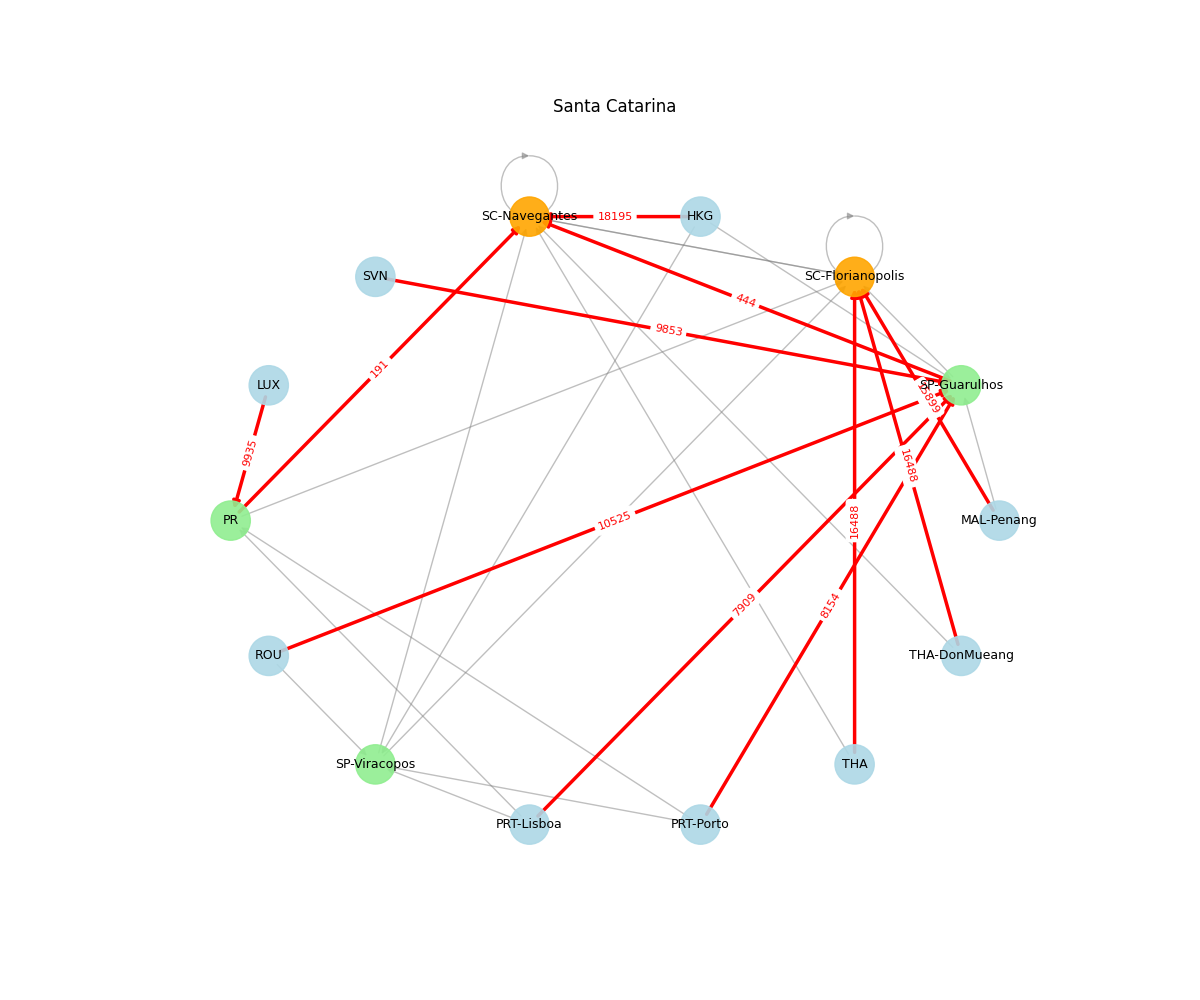 Santa Catarina
SC-Navegantes
18195
HKG
SVN
SC-Florianopolis
444
9853
191
LUX
SP-Guarulhos
15899
9935
16488
PR
10525
16488
MAL-Penang
7909
8154
ROU
THA-DonMueang
SP-Viracopos
THA
PRT-Lisboa
PRT-Porto